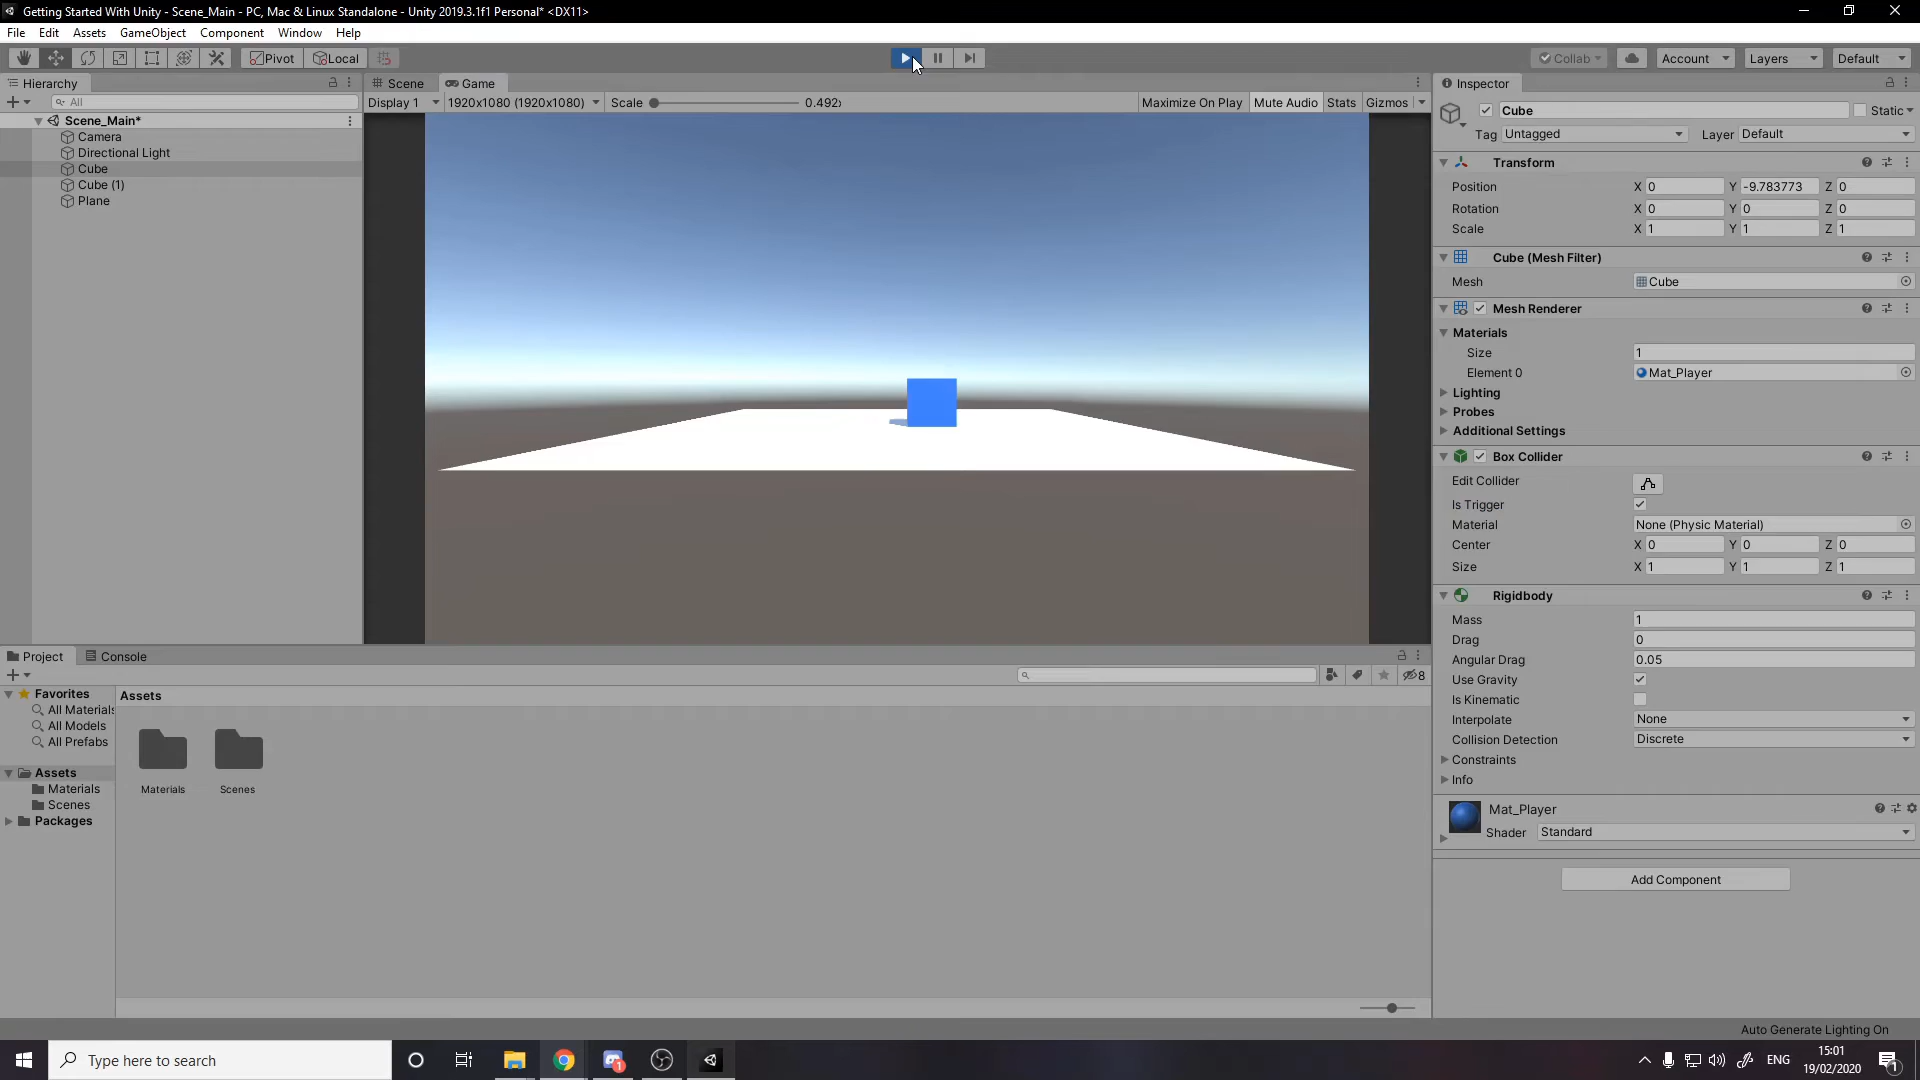 Getting Started With Unity - Scene_Main - PC, Mac & Linux Standalone - Unity 2019.3.1f1 Personal* <DX11>
File Edit Assets GameObject Component Window Help
Pivot Local Collab Account Layers Default
Hierarchy Scene Game Inspector
All Display 1 1920x1080 (1920x1080) Scale 0.492x Maximize On Play Mute Audio Stats Gizmos
Cube Static
Scene_Main*
Tag Untagged Layer Default
Camera
Directional Light
Transform
Cube
Cube (1)
Position X 0 Y -9.783773 Z 0
Plane
Rotation X 0 Y 0 Z 0
Scale X 1 Y 1 Z 1
Cube (Mesh Filter)
Mesh Cube
Mesh Renderer
Materials
Size 1
Element 0 Mat_Player
Lighting
Probes
Additional Settings
Box Collider
Edit Collider
Is Trigger
Material None (Physic Material)
Center X 0 Y 0 Z 0
Size X 1 Y 1 Z 1
Rigidbody
Mass 1
Drag 0
Angular Drag 0.05
Use Gravity
Is Kinematic
Interpolate None
Collision Detection Discrete
Constraints
Info
Mat_Player
Shader Standard
Add Component
Project Console
8
Favorites
Assets
All Materials
All Models
All Prefabs
Assets
Materials
Scenes
Packages
Materials Scenes
Auto Generate Lighting On
Type here to search
1
ENG
15:01
19/02/2020
1